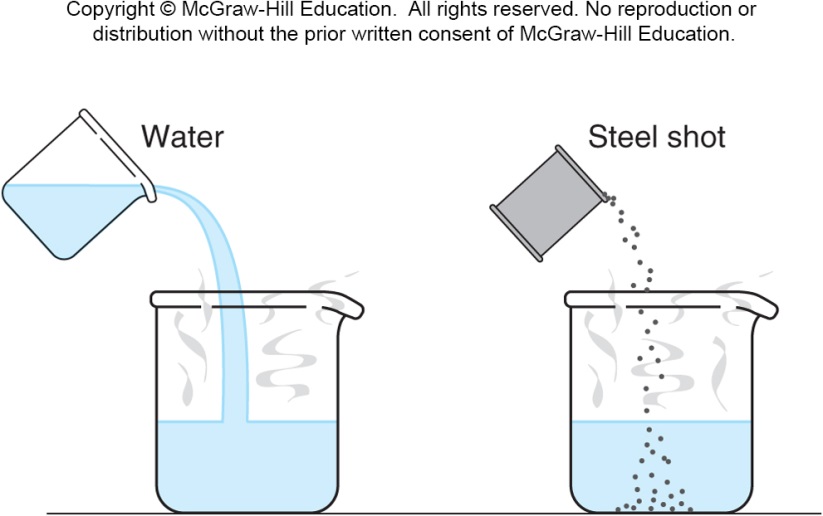 Copyright © McGraw-Hill Education.  All rights reserved. No reproduction or
distribution without the prior written consent of McGraw-Hill Education.
Water
Steel shot